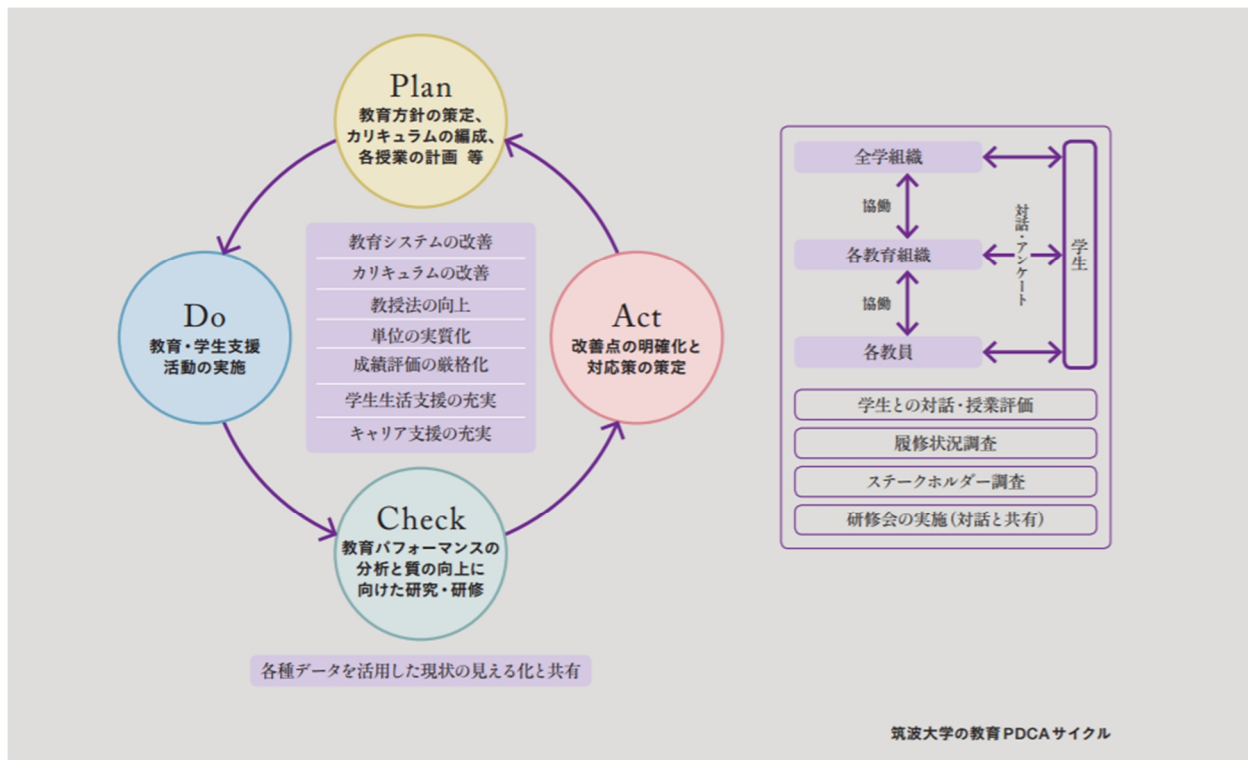 Plan
教育方針の策定、
カリキュラムの編成、
各授業の計画 等
Do
教育・学生支援
活動の実施
教育システムの改善
カリキュラムの改善
教授法の向上
単位の実質化
成績評価の厳格化
学生生活支援の充実
キャリア支援の充実
Act
改善点の明確化と
対応策の策定
Check
教育パフォーマンスの
分析と質の向上に
向けた研究・研修
各種データを活用した現状の見える化と共有
全学組織
協働
各教育組織
協働
各教員
対話・アンケート
学生
学生との対話・授業評価
履修状況調査
ステークホルダー調査
研修会の実施(対話と共有)
筑波大学の教育PDCAサイクル